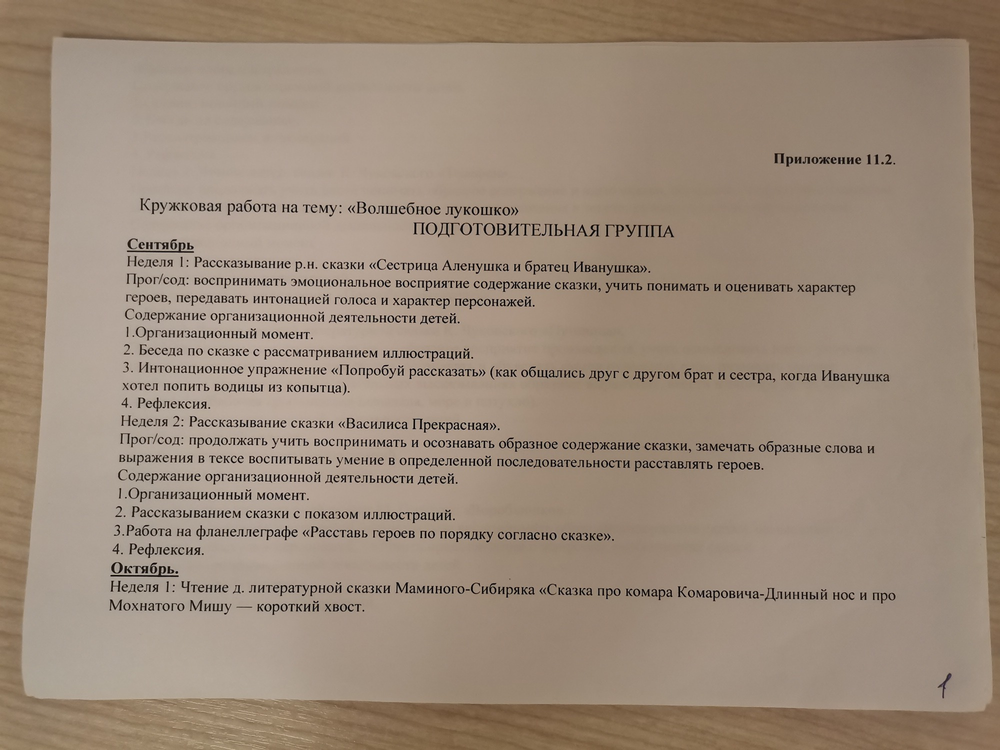 Приложение 11.2.
Кружковая работа на тему: «Волшебное лукошко»
ПОДГОТОВИТЕЛЬНАЯ ГРУППА
Сентябрь
Неделя 1: Рассказывание р.н. сказки «Сестрица Аленушка и братец Иванушка».
Прог/сод: воспринимать эмоциональное восприятие содержание сказки, учить понимать и оценивать характер
героев, передавать интонацией голоса и характер персонажей.
Содержание организационной деятельности детей.
1.Организационный момент.
2. Беседа по сказке с рассматриванием иллюстраций.
3. Интонационное упражнение «Попробуй рассказать» (как общались друг с другом брат и сестра, когда Иванушка
хотел попить водицы из копытца).
4. Рефлексия.
Неделя 2: Рассказывание сказки «Василиса Прекрасная».
Прог/сод: продолжать учить воспринимать и осознавать образное содержание сказки, замечать образные слова и
выражения в тексе воспитывать умение в определенной последовательности расставлять героев.
Содержание организационной деятельности детей.
1.Организационный момент.
2. Рассказыванием сказки с показом иллюстраций.
3.Работа на фланеллеграфе «Расставь героев по порядку согласно сказке».
4. Рефлексия.
Октябрь.
Неделя 1: Чтение д. литературной сказки Маминого-Сибиряка «Сказка про комара Комаровича-Длинный нос и про
Мохнатого Мишу — короткий хвост.
1